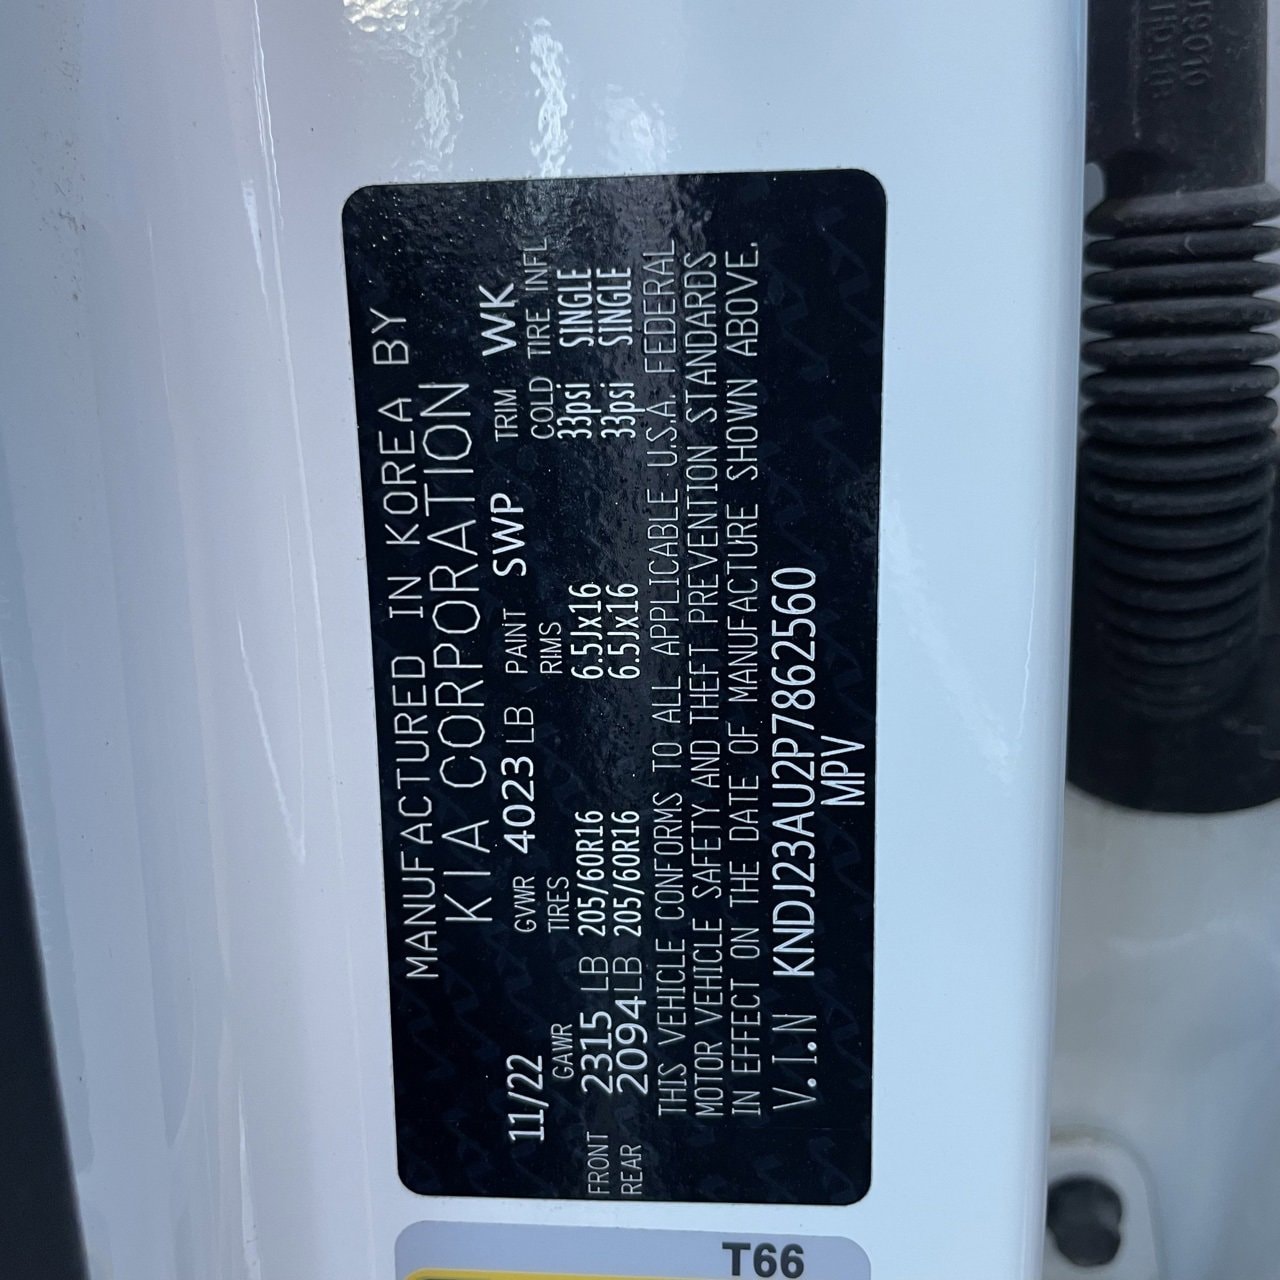 MANUFACTURED IN KOREA BY
KIA CORPORATION
11/22 GVWR 4023 LB PAINT SWP TRIM WK
GAWR TIRES RIMS COLD TIRE INFL
FRONT 2315 LB 205/60R16 6.5Jx16 33psi SINGLE
REAR 2094 LB 205/60R16 6.5Jx16 33psi SINGLE
THIS VEHICLE CONFORMS TO ALL APPLICABLE U.S.A. FEDERAL
MOTOR VEHICLE SAFETY AND THEFT PREVENTION STANDARDS
IN EFFECT ON THE DATE OF MANUFACTURE SHOWN ABOVE.
V.I.N KNDJ23AU2P7862560
MPV
T66